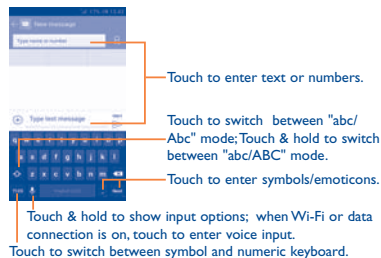 New message
Type name or number
Touch to enter text or numbers.
Type text message
Touch to switch between "abc/
Abc" mode;Touch & hold to switch
between "abc/ABC" mode.
Touch to enter symbols/emoticons.
Touch & hold to show input options; when Wi-Fi or data
connection is on, touch to enter voice input.
Touch to switch between symbol and numeric keyboard.